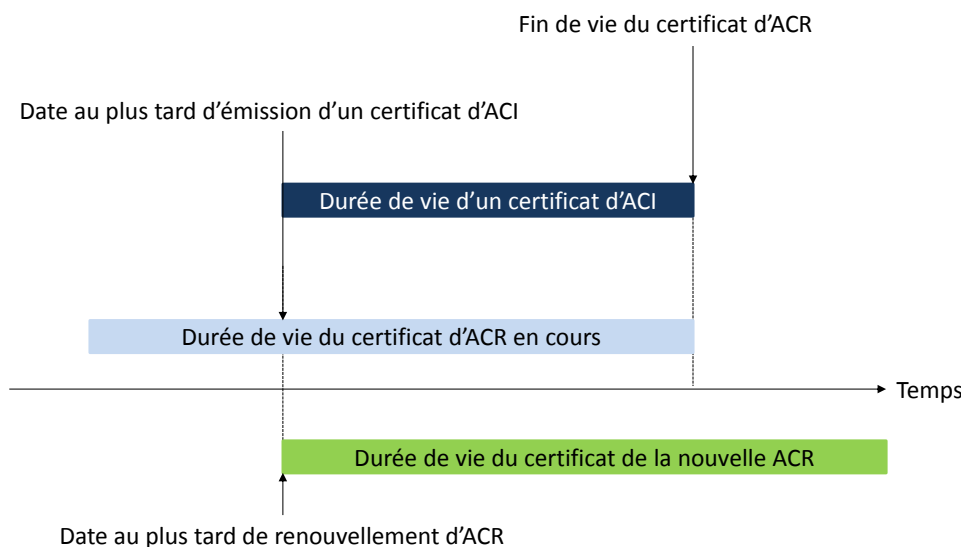 Fin de vie du certificat d’ACR
Date au plus tard d’émission d’un certificat d’ACI
Durée de vie d’un certificat d’ACI
Durée de vie du certificat d’ACR en cours
Temps
Durée de vie du certificat de la nouvelle ACR
Date au plus tard de renouvellement d’ACR